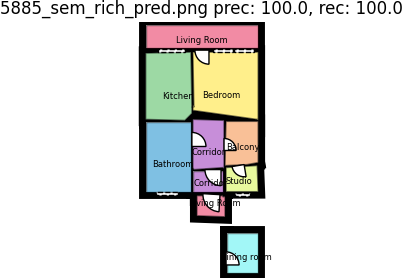 5885_sem_rich_pred.png prec: 100.0, rec: 100.0
Living Room
Kitchen
Bedroom
Corridor
Balcony
Bathroom
Corridor
Studio
Living Room
Dining room